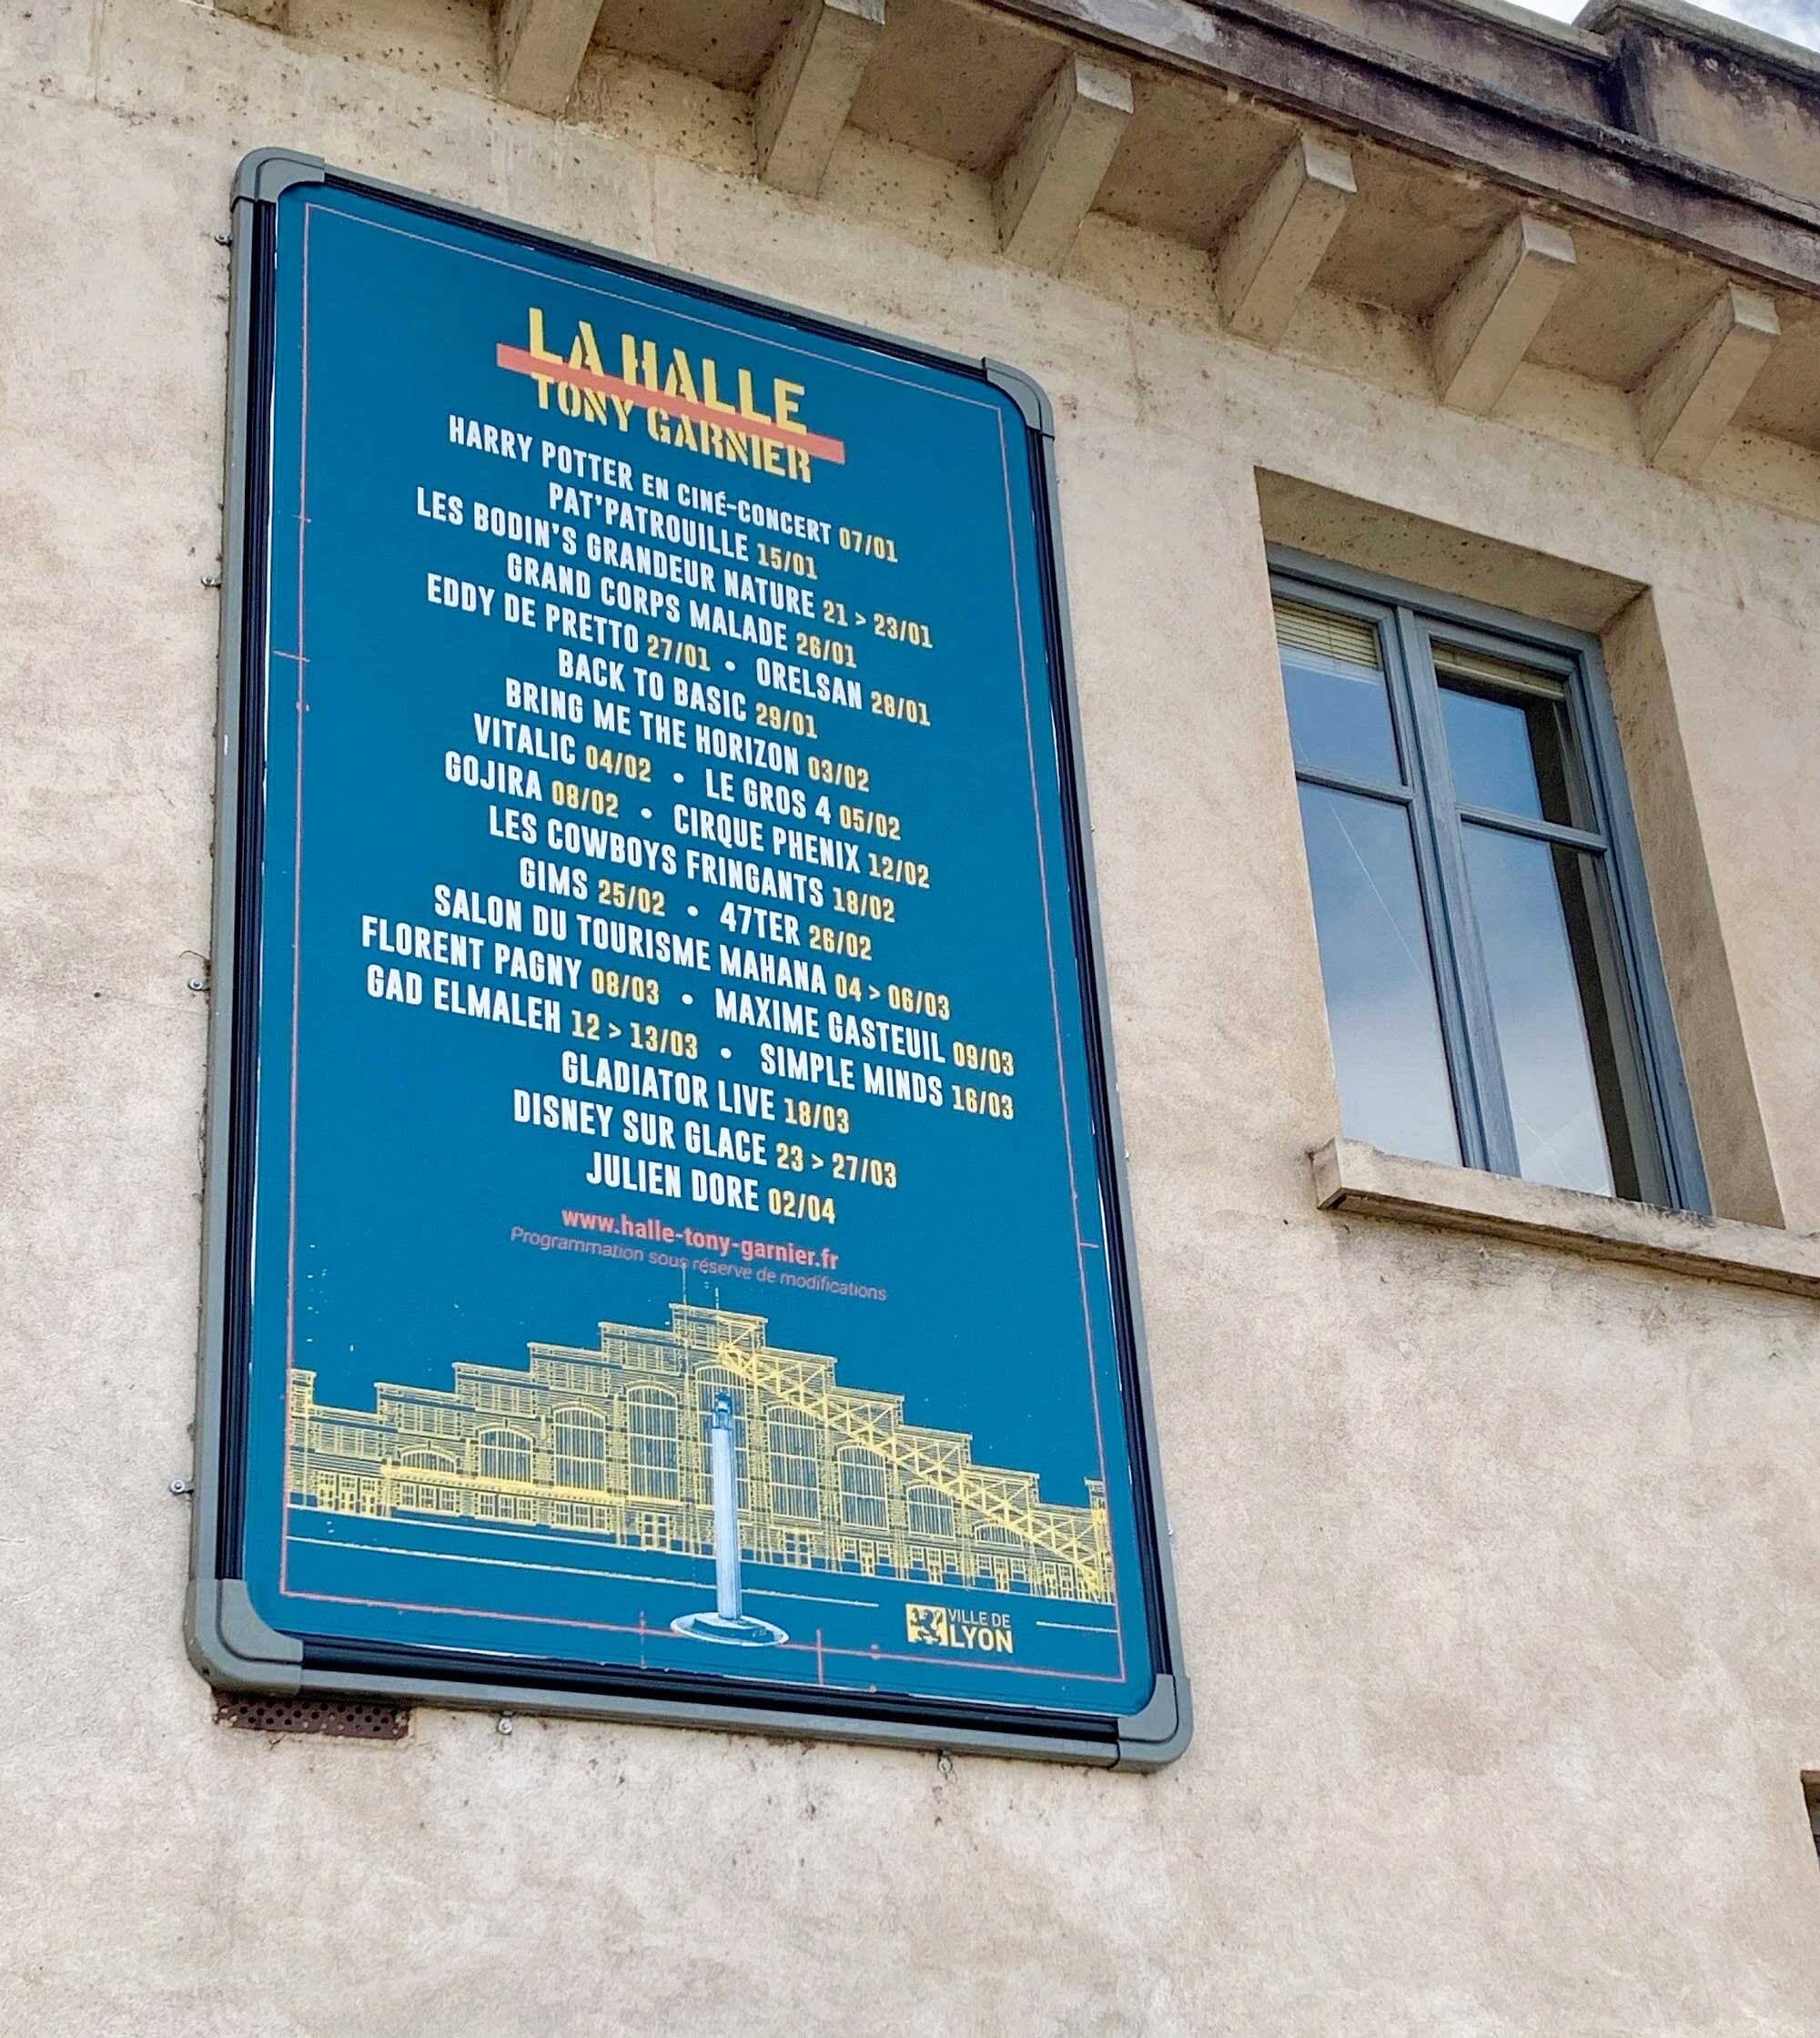 LA HALLE
TONY GARNIER
HARRY POTTER EN CINÉ-CONCERT 07/01
PAT'PATROUILLE 15/01
LES BODIN'S GRANDEUR NATURE 21 > 23/01
GRAND CORPS MALADE 26/01
EDDY DE PRETTO 27/01 • ORELSAN 28/01
BACK TO BASIC 29/01
BRING ME THE HORIZON 03/02
VITALIC 04/02 • LE GROS 4 05/02
GOJIRA 08/02 • CIRQUE PHENIX 12/02
LES COWBOYS FRINGANTS 18/02
GIMS 25/02 • 47TER 26/02
SALON DU TOURISME MAHANA 04 > 06/03
FLORENT PAGNY 08/03 • MAXIME GASTEUIL 09/03
GAD ELMALEH 12 > 13/03 • SIMPLE MINDS 16/03
GLADIATOR LIVE 18/03
DISNEY SUR GLACE 23 > 27/03
JULIEN DORE 02/04
www.halle-tony-garnier.fr
Programmation sous réserve de modifications
VILLE DE
LYON